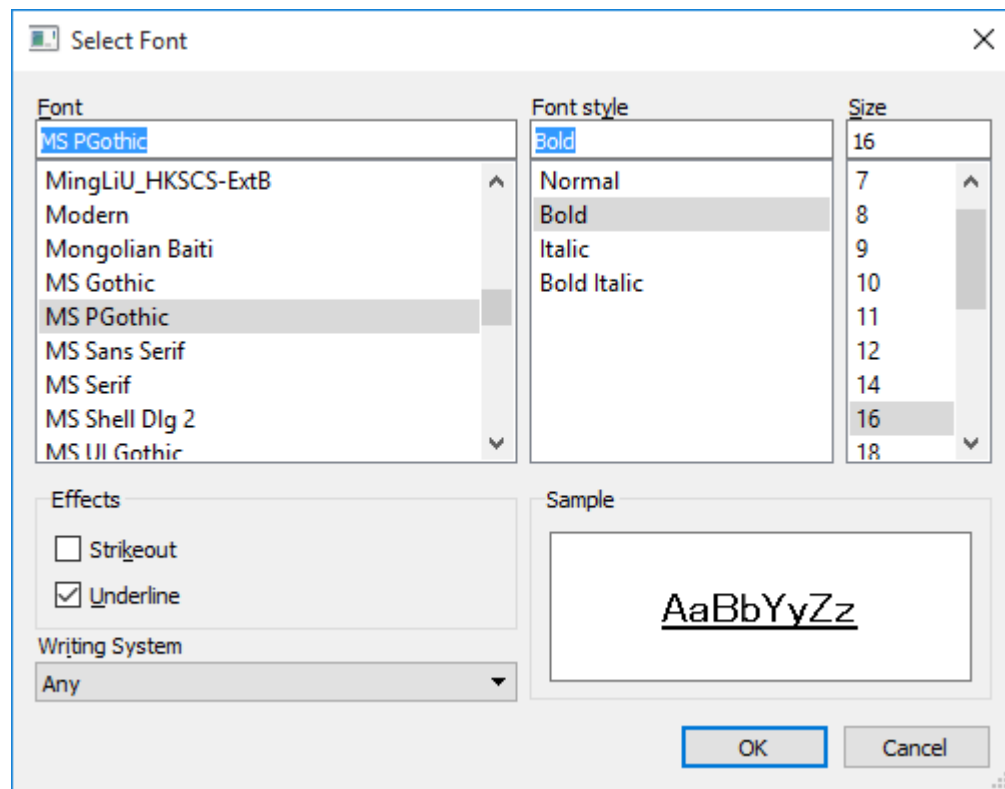 Select Font
Font
MS PGothic
MingLiU_HKSCS-ExtB
Modern
Mongolian Baiti
MS Gothic
MS PGothic
MS Sans Serif
MS Serif
MS Shell Dlg 2
MS UI Gothic
Font style
Bold
Normal
Bold
Italic
Bold Italic
Size
16
7
8
9
10
11
12
14
16
18
Effects
Strikeout
Underline
Writing System
Any
Sample
AaBbYyZz
OK
Cancel